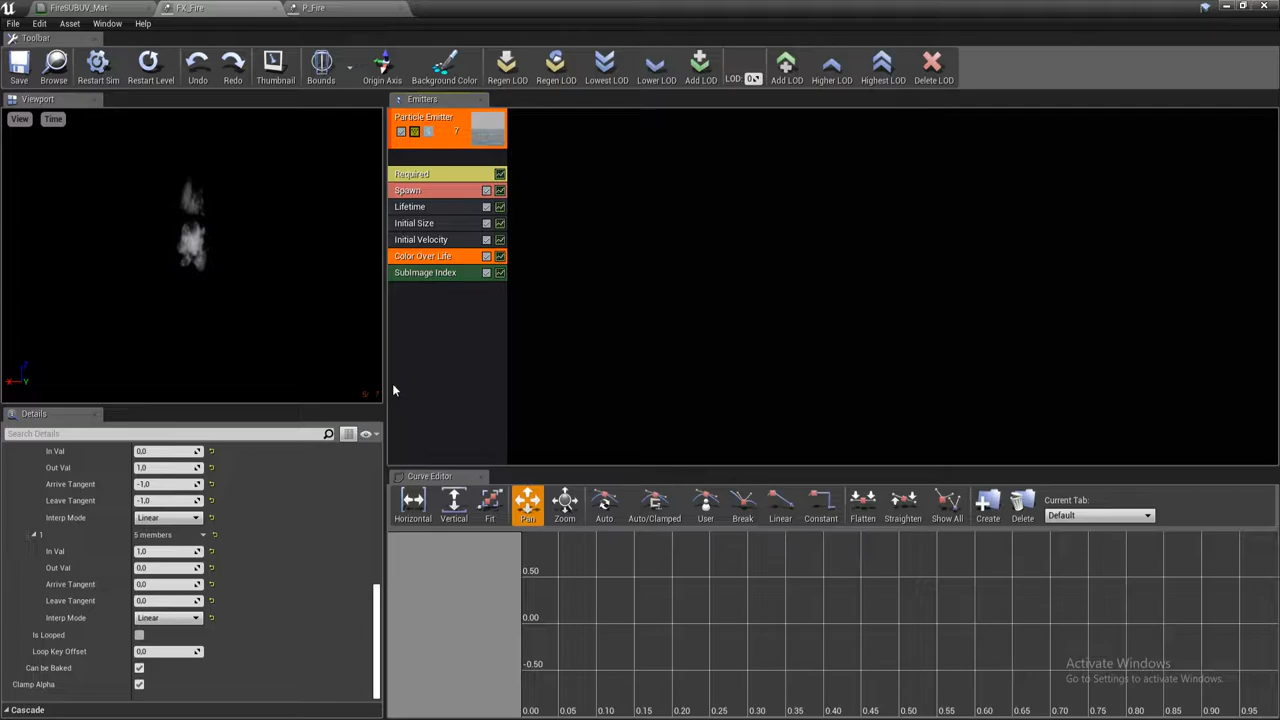 FireSUBUV_Mat FX_Fire P_Fire
File Edit Asset Window Help
Toolbar
Save Browse Restart Sim Restart Level Undo Redo Thumbnail Bounds Origin Axis Background Color Regen LOD Regen LOD Lowest LOD Lower LOD Add LOD LOD: 0 Add LOD Higher LOD Highest LOD Delete LOD
Viewport
View Time
X Y Z
5/ 7
Emitters
Particle Emitter
7
Required
Spawn
Lifetime
Initial Size
Initial Velocity
Color Over Life
SubImage Index
Details
Search Details
In Val 0,0
Out Val 1,0
Arrive Tangent -1,0
Leave Tangent -1,0
Interp Mode Linear
1 5 members
In Val 1,0
Out Val 0,0
Arrive Tangent 0,0
Leave Tangent 0,0
Interp Mode Linear
Is Looped
Loop Key Offset 0,0
Can be Baked
Clamp Alpha
Cascade
Curve Editor
Horizontal Vertical Fit Pan Zoom Auto Auto/Clamped User Break Linear Constant Flatten Straighten Show All Create Delete
Current Tab:
Default
0.50
0.00
-0.50
0.00 0.05 0.10 0.15 0.20 0.25 0.30 0.35 0.40 0.45 0.50 0.55 0.60 0.65 0.70 0.75 0.80 0.85 0.90 0.95
Activate Windows
Go to Settings to activate Windows.